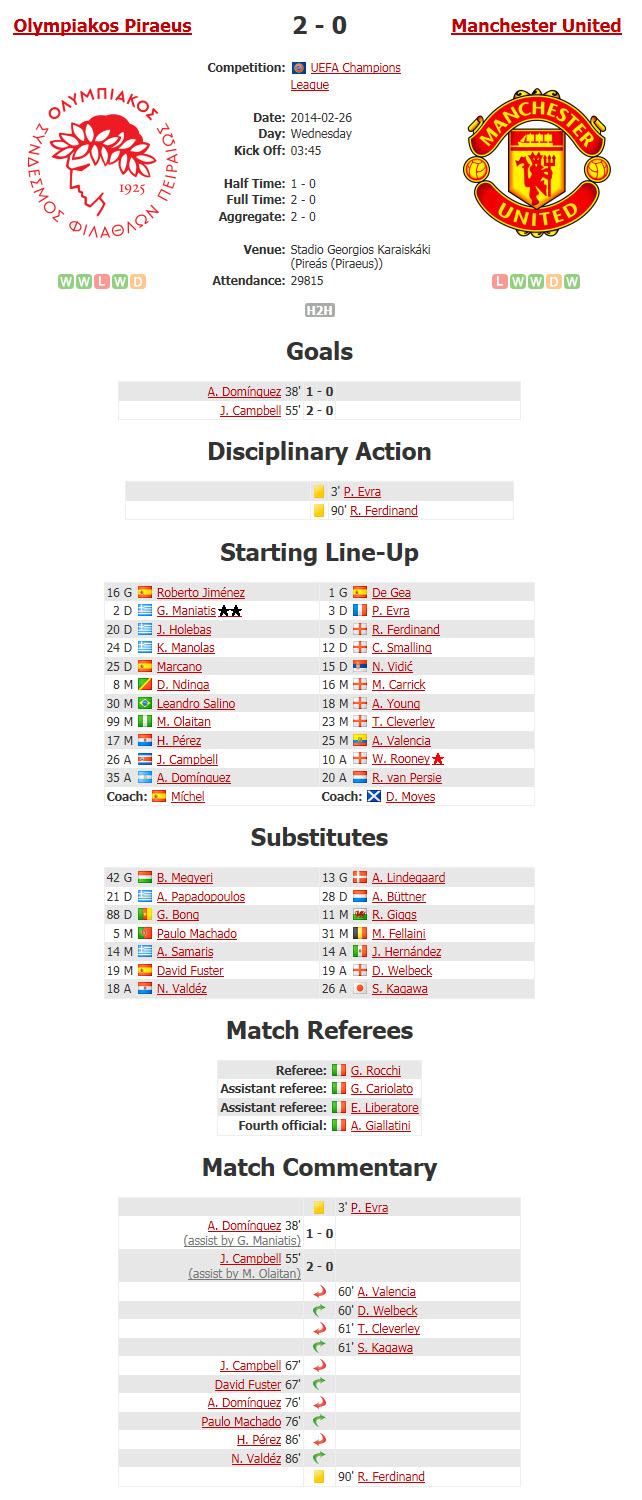 Olympiakos Piraeus 2 - 0 Manchester United
Competition: UEFA Champions
League
Date: 2014-02-26
Day: Wednesday
Kick Off: 03:45
Half Time: 1 - 0
Full Time: 2 - 0
Aggregate: 2 - 0
Venue: Stadio Georgios Karaiskáki
(Pireás (Piraeus))
Attendance: 29815
ΟΛΥΜΠΙΑΚΟΣ
ΣΥΝΔΕΣΜΟΣ ΦΙΛΑΘΛΩΝ ΠΕΙΡΑΙΩΣ
1925
MANCHESTER
UNITED
W W L W D
L W W D W
H2H
Goals
A. Domínguez 38' 1 - 0
J. Campbell 55' 2 - 0
Disciplinary Action
3' P. Evra
90' R. Ferdinand
Starting Line-Up
16 G Roberto Jiménez 1 G De Gea
2 D G. Maniatis 3 D P. Evra
20 D J. Holebas 5 D R. Ferdinand
24 D K. Manolas 12 D C. Smalling
25 D Marcano 15 D N. Vidić
8 M D. Ndinga 16 M M. Carrick
30 M Leandro Salino 18 M A. Young
99 M M. Olaitan 23 M T. Cleverley
17 M H. Pérez 25 M A. Valencia
26 A J. Campbell 10 A W. Rooney
35 A A. Domínguez 20 A R. van Persie
Coach: Míchel Coach: D. Moyes
Substitutes
42 G B. Megyeri 13 G A. Lindegaard
21 D A. Papadopoulos 28 D A. Büttner
88 D G. Bong 11 M R. Giggs
5 M Paulo Machado 31 M M. Fellaini
14 M A. Samaris 14 A J. Hernández
19 M David Fuster 19 A D. Welbeck
18 A N. Valdéz 26 A S. Kagawa
Match Referees
Referee: G. Rocchi
Assistant referee: G. Cariolato
Assistant referee: E. Liberatore
Fourth official: A. Giallatini
Match Commentary
3' P. Evra
A. Domínguez 38' 1 - 0
(assist by G. Maniatis)
J. Campbell 55' 2 - 0
(assist by M. Olaitan)
60' A. Valencia
60' D. Welbeck
61' T. Cleverley
61' S. Kagawa
J. Campbell 67'
David Fuster 67'
A. Domínguez 76'
Paulo Machado 76'
H. Pérez 86'
N. Valdéz 86'
90' R. Ferdinand